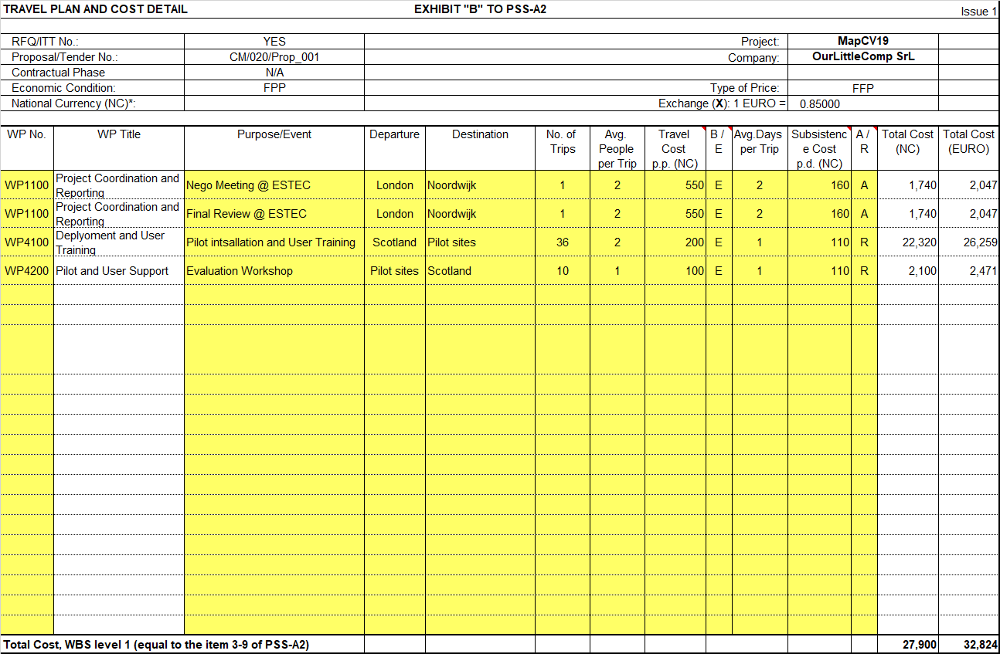 TRAVEL PLAN AND COST DETAIL EXHIBIT "B" TO PSS-A2 Issue 1
RFQ/ITT No.: YES Project: MapCV19
Proposal/Tender No.: CM/020/Prop_001 Company: OurLittleComp SrL
Contractual Phase N/A
Economic Condition: FPP Type of Price: FFP
National Currency (NC)*: Exchange (X): 1 EURO = 0.85000
WP No. WP Title Purpose/Event Departure Destination No. of Avg. Travel B / Avg.Days Subsistenc A / Total Cost Total Cost
Trips People Cost E per Trip e Cost R (NC) (EURO)
per Trip p.p. (NC) p.d. (NC)
Project Coordination and
WP1100 Nego Meeting @ ESTEC London Noordwijk 1 2 550 E 2 160 A 1,740 2,047
Reporting
Project Coordination and
WP1100 Final Review @ ESTEC London Noordwijk 1 2 550 E 2 160 A 1,740 2,047
Reporting
Deplyoment and User
WP4100 Pilot intsallation and User Training Scotland Pilot sites 36 2 200 E 1 110 R 22,320 26,259
Training
WP4200 Pilot and User Support Evaluation Workshop Pilot sites Scotland 10 1 100 E 1 110 R 2,100 2,471
Total Cost, WBS level 1 (equal to the item 3-9 of PSS-A2) 27,900 32,824